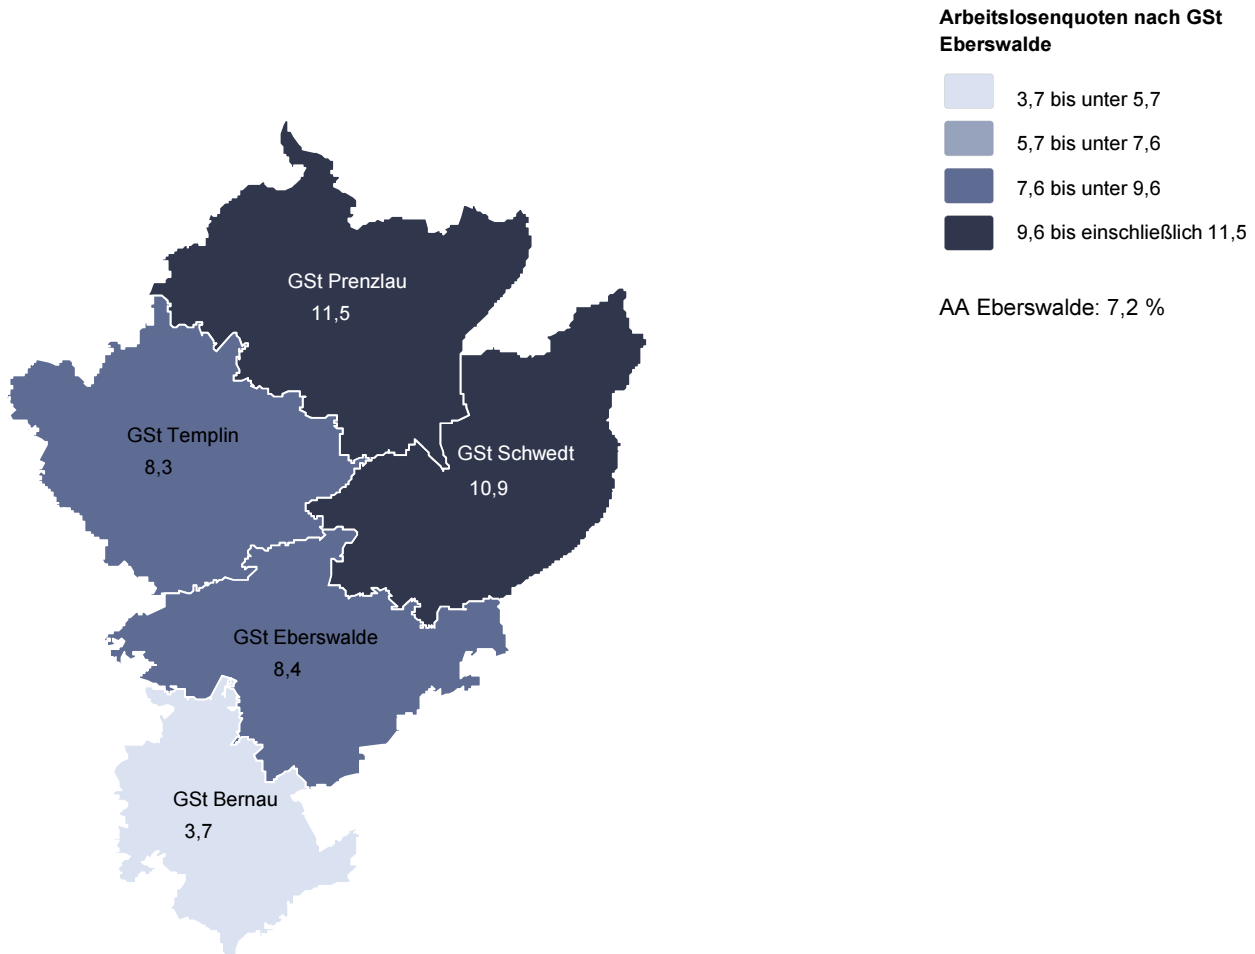 Arbeitslosenquoten nach GSt
Eberswalde
3,7 bis unter 5,7
5,7 bis unter 7,6
7,6 bis unter 9,6
9,6 bis einschließlich 11,5
AA Eberswalde: 7,2 %
GSt Prenzlau
11,5
GSt Templin
8,3
GSt Schwedt
10,9
GSt Eberswalde
8,4
GSt Bernau
3,7